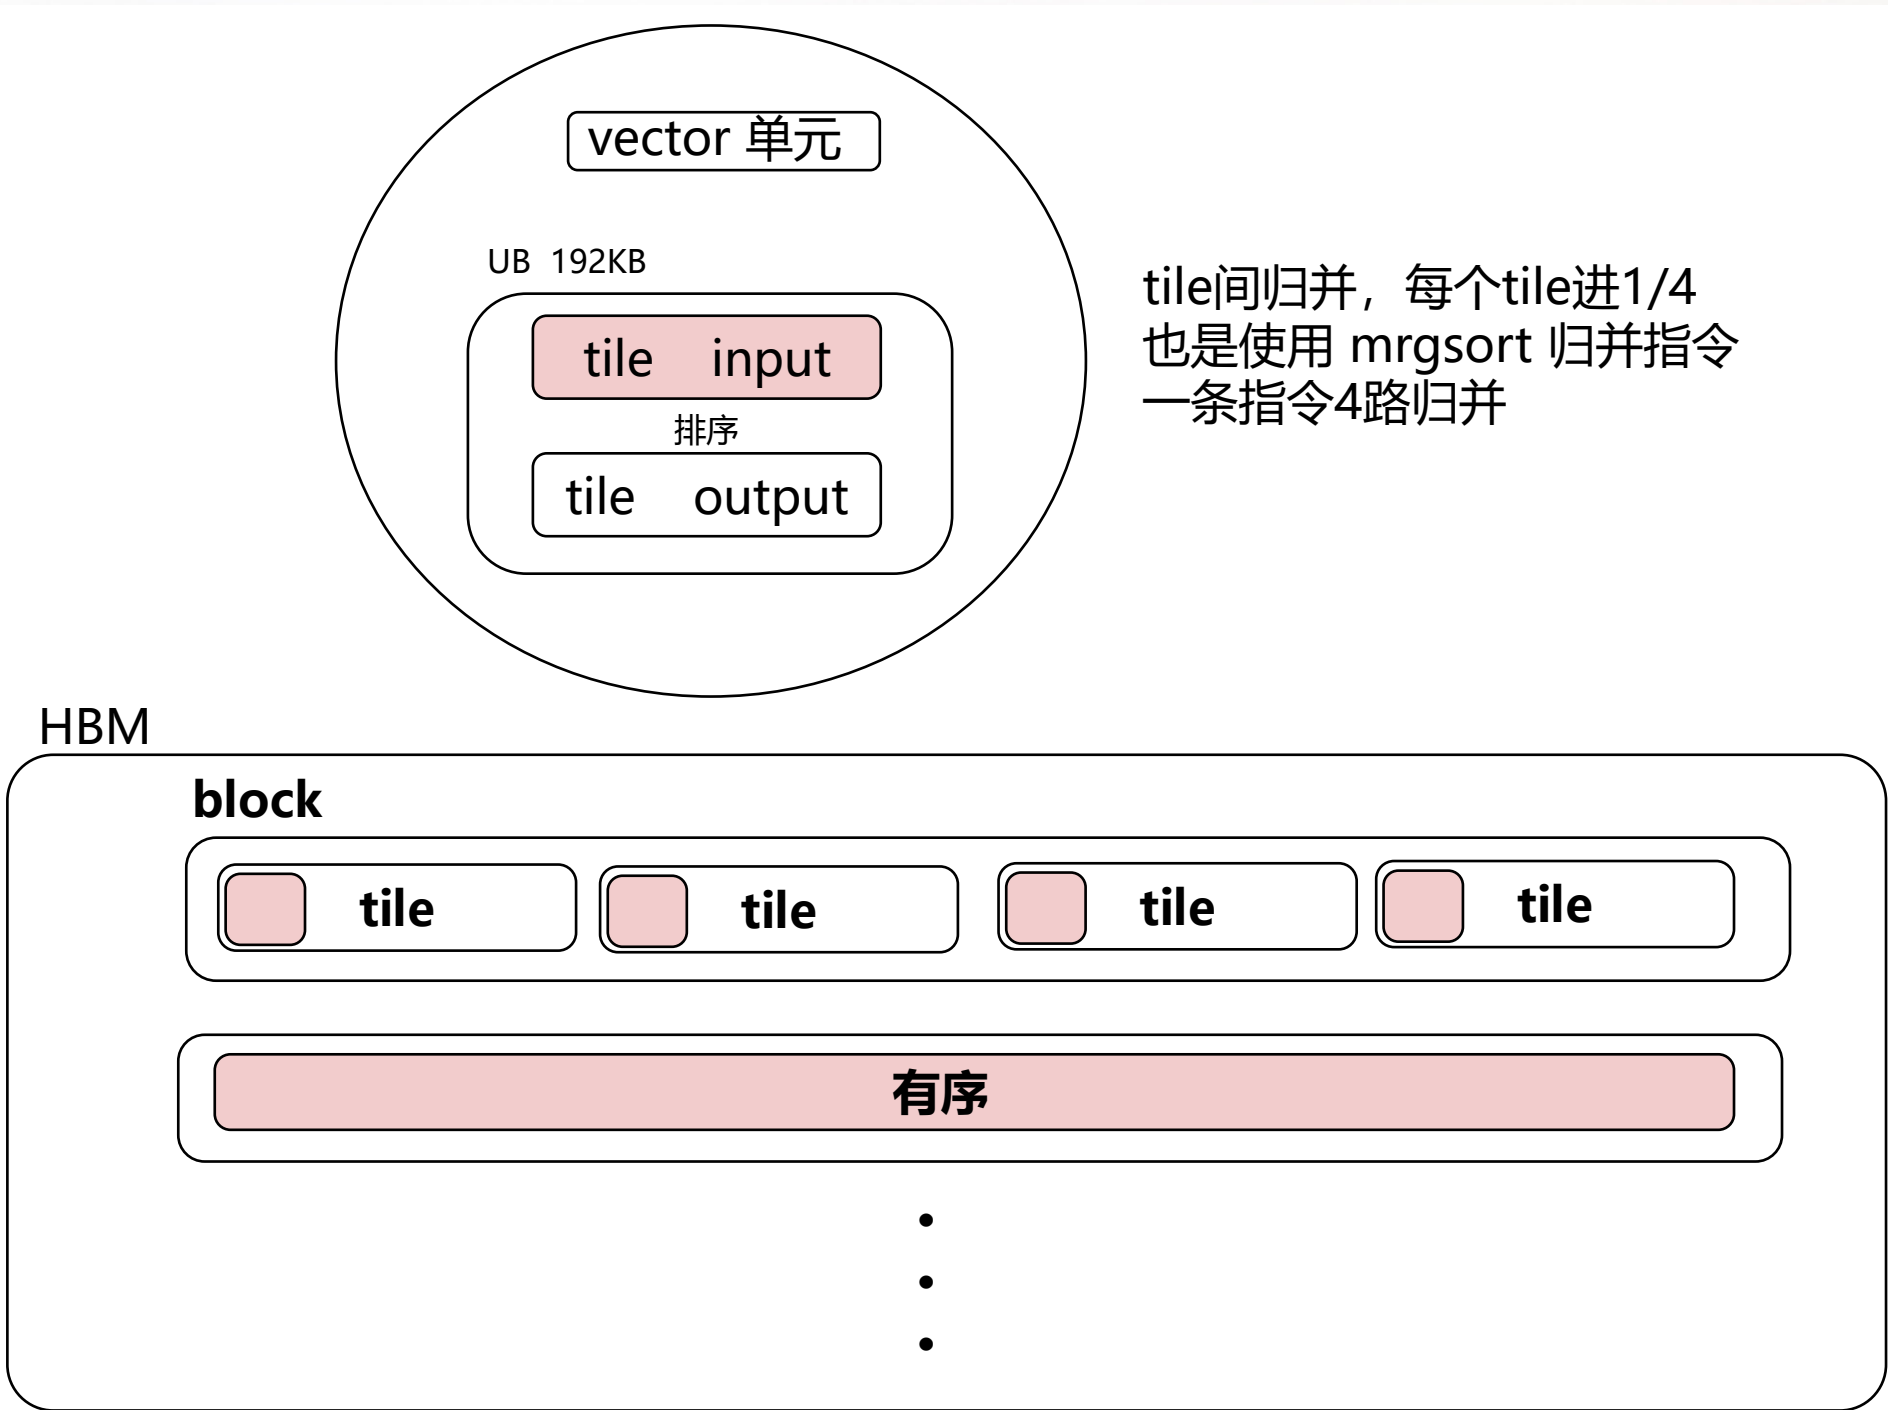 vector 单元
UB 192KB
tile input
排序
tile output
tile间归并，每个tile进1/4
也是使用 mrgsort 归并指令
一条指令4路归并
HBM
block
tile
tile
tile
tile
有序